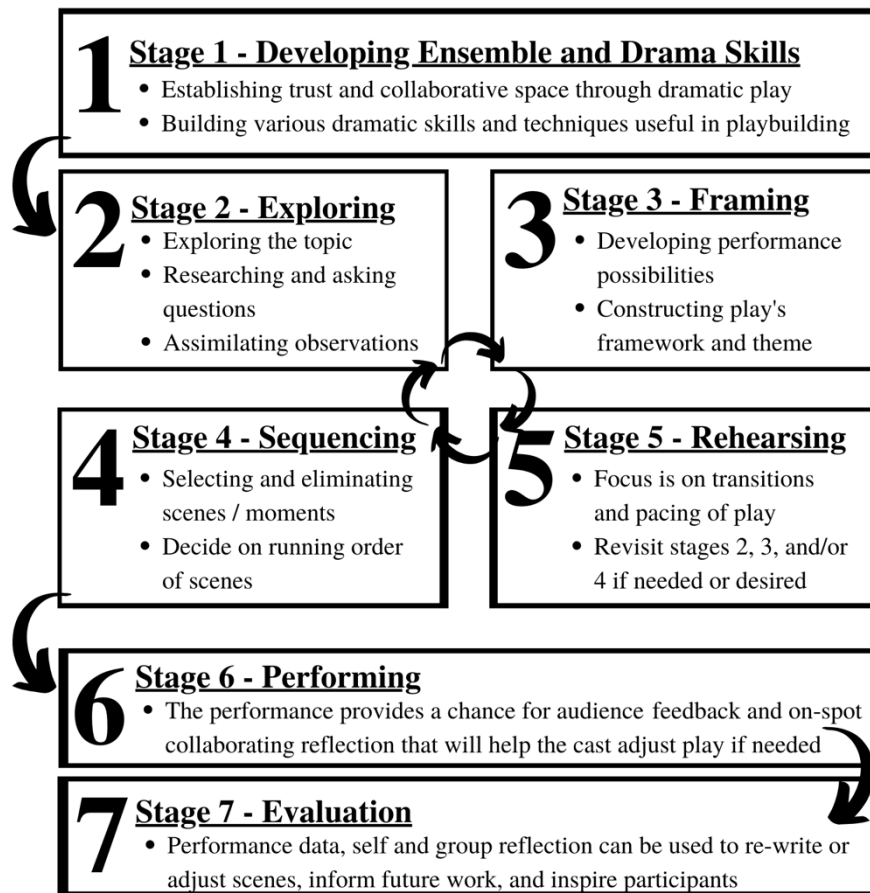 1
Stage 1 - Developing Ensemble and Drama Skills
• Establishing trust and collaborative space through dramatic play
• Building various dramatic skills and techniques useful in playbuilding
2
Stage 2 - Exploring
• Exploring the topic
• Researching and asking
questions
• Assimilating observations
3
Stage 3 - Framing
• Developing performance
possibilities
• Constructing play's
framework and theme
4
Stage 4 - Sequencing
• Selecting and eliminating
scenes / moments
• Decide on running order
of scenes
5
Stage 5 - Rehearsing
• Focus is on transitions
and pacing of play
• Revisit stages 2, 3, and/or
4 if needed or desired
6
Stage 6 - Performing
• The performance provides a chance for audience feedback and on-spot
collaborating reflection that will help the cast adjust play if needed
7
Stage 7 - Evaluation
• Performance data, self and group reflection can be used to re-write or
adjust scenes, inform future work, and inspire participants